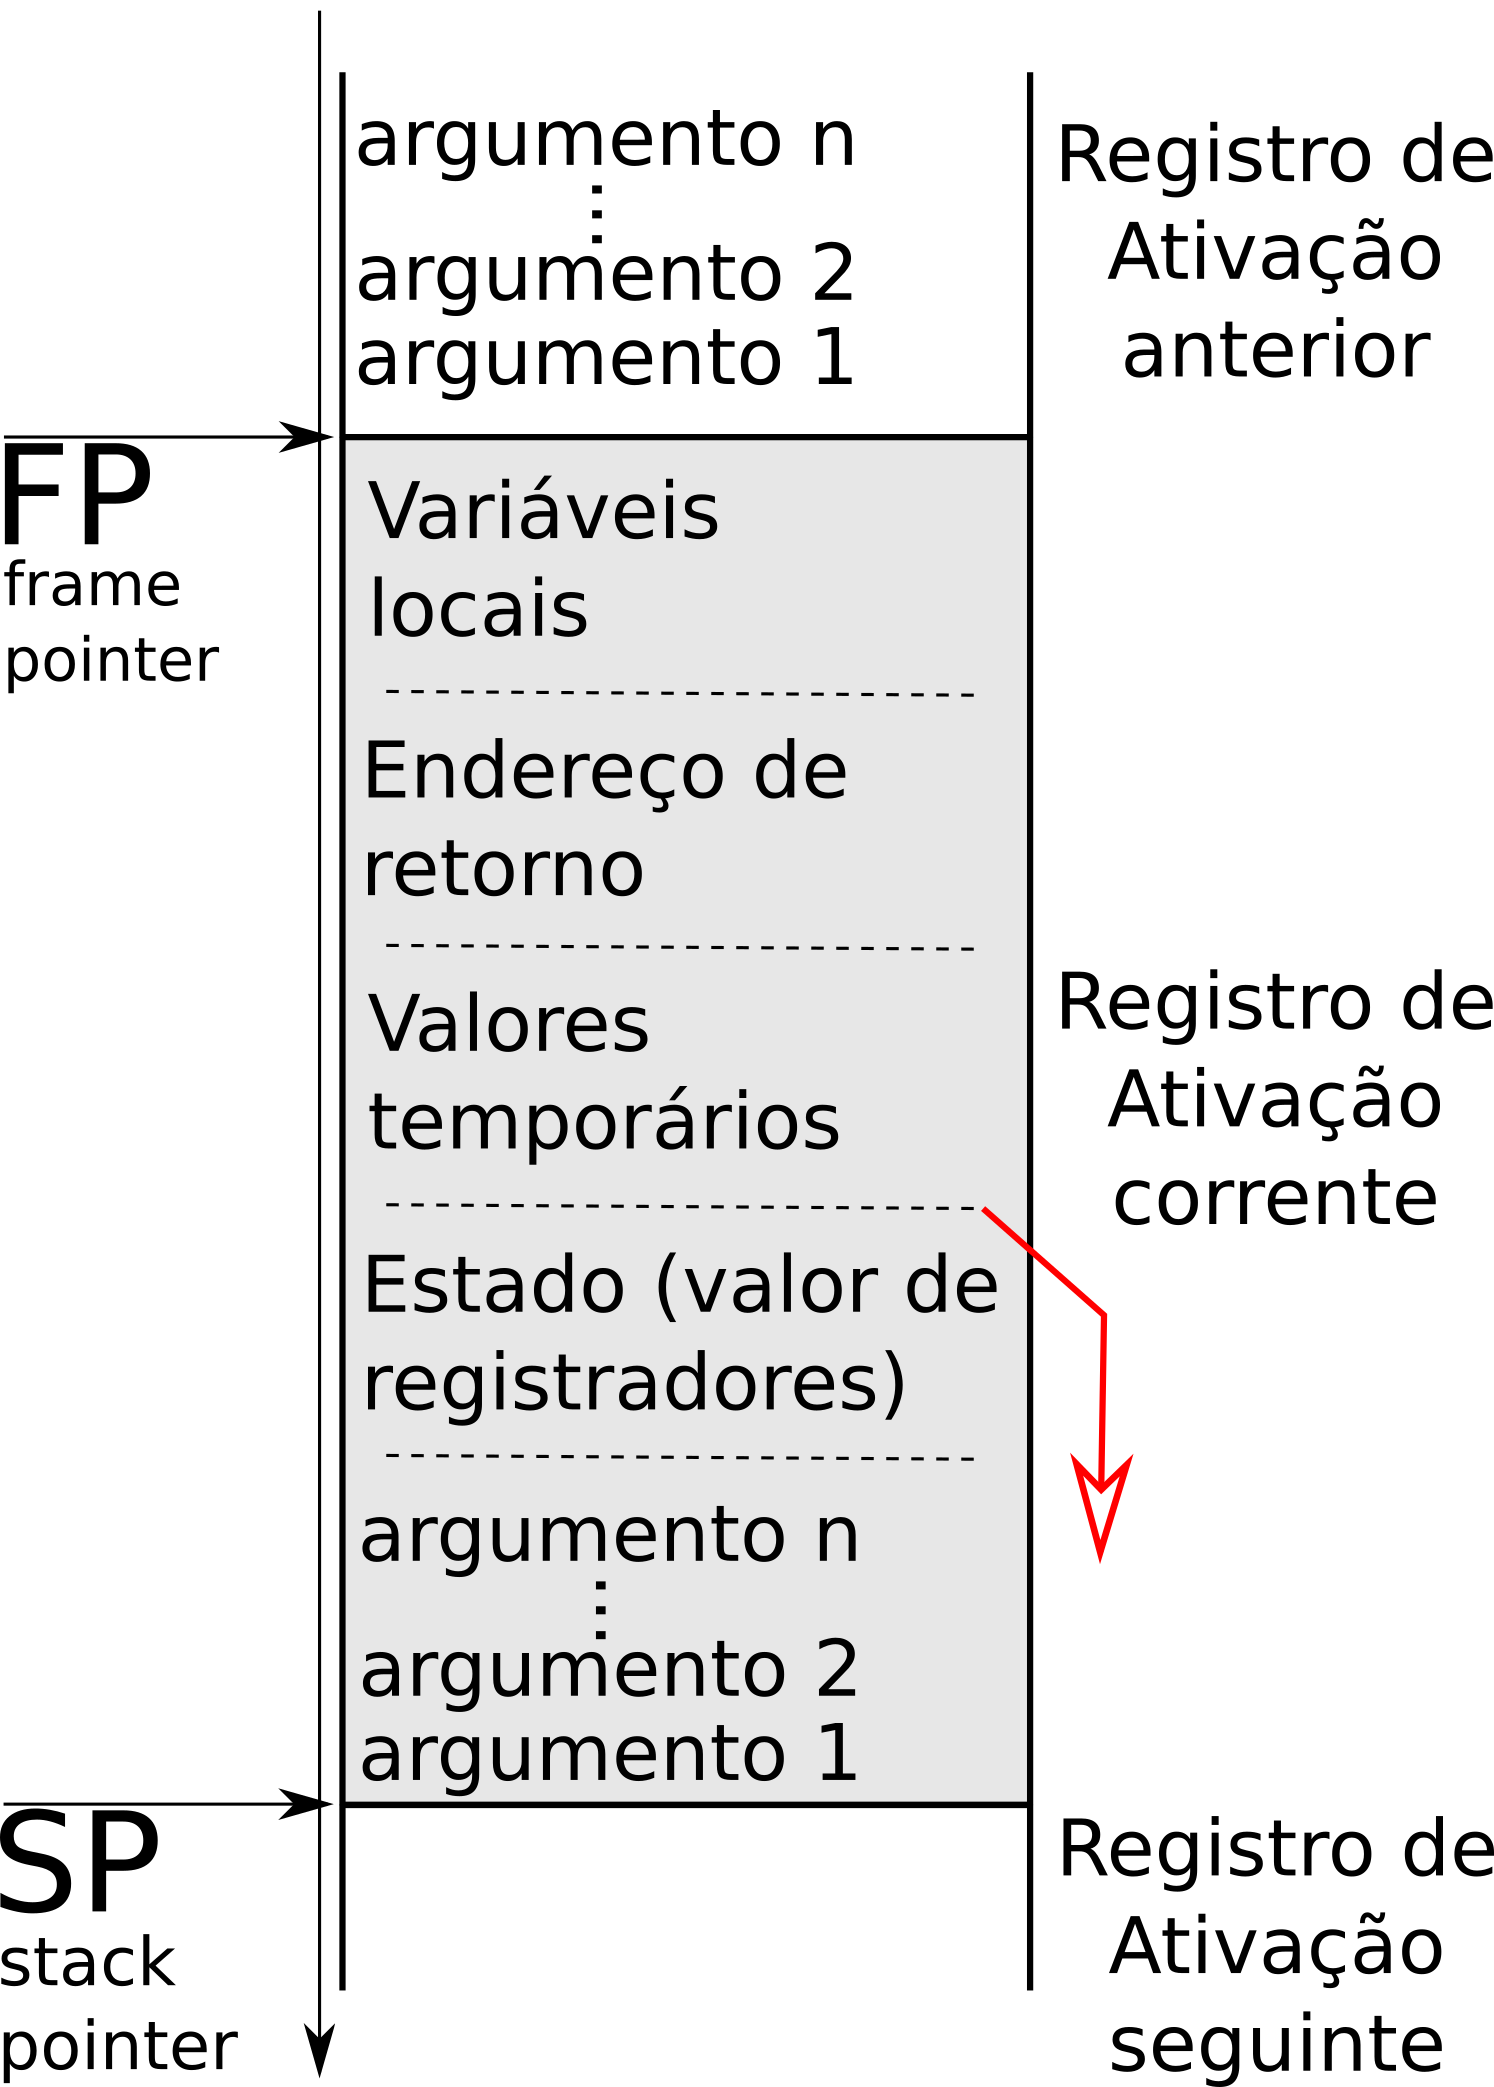 argumento n
argumento 2
argumento 1
Registro de
Ativação
anterior
FP
frame
pointer
Variáveis
locais
Endereço de
retorno
Valores
temporários
Estado (valor de
registradores)
argumento n
argumento 2
argumento 1
Registro de
Ativação
corrente
SP
stack
pointer
Registro de
Ativação
seguinte